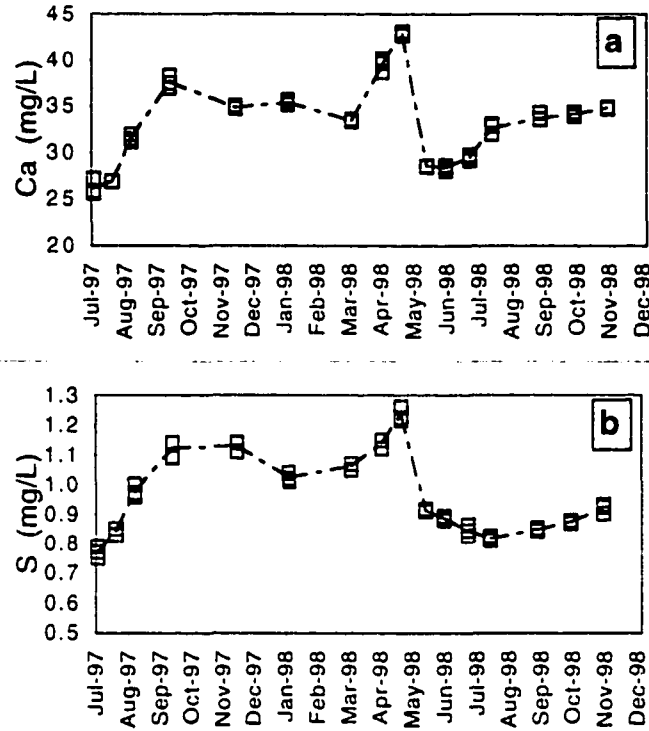 Ca (mg/L)
45
40
35
30
25
20
a
Jul-97
Aug-97
Sep-97
Oct-97
Nov-97
Dec-97
Jan-98
Feb-98
Mar-98
Apr-98
May-98
Jun-98
Jul-98
Aug-98
Sep-98
Oct-98
Nov-98
Dec-98
S (mg/L)
1.3
1.2
1.1
1.0
0.9
0.8
0.7
0.5
b
Jul-97
Aug-97
Sep-97
Oct-97
Nov-97
Dec-97
Jan-98
Feb-98
Mar-98
Apr-98
May-98
Jun-98
Jul-98
Aug-98
Sep-98
Oct-98
Nov-98
Dec-98